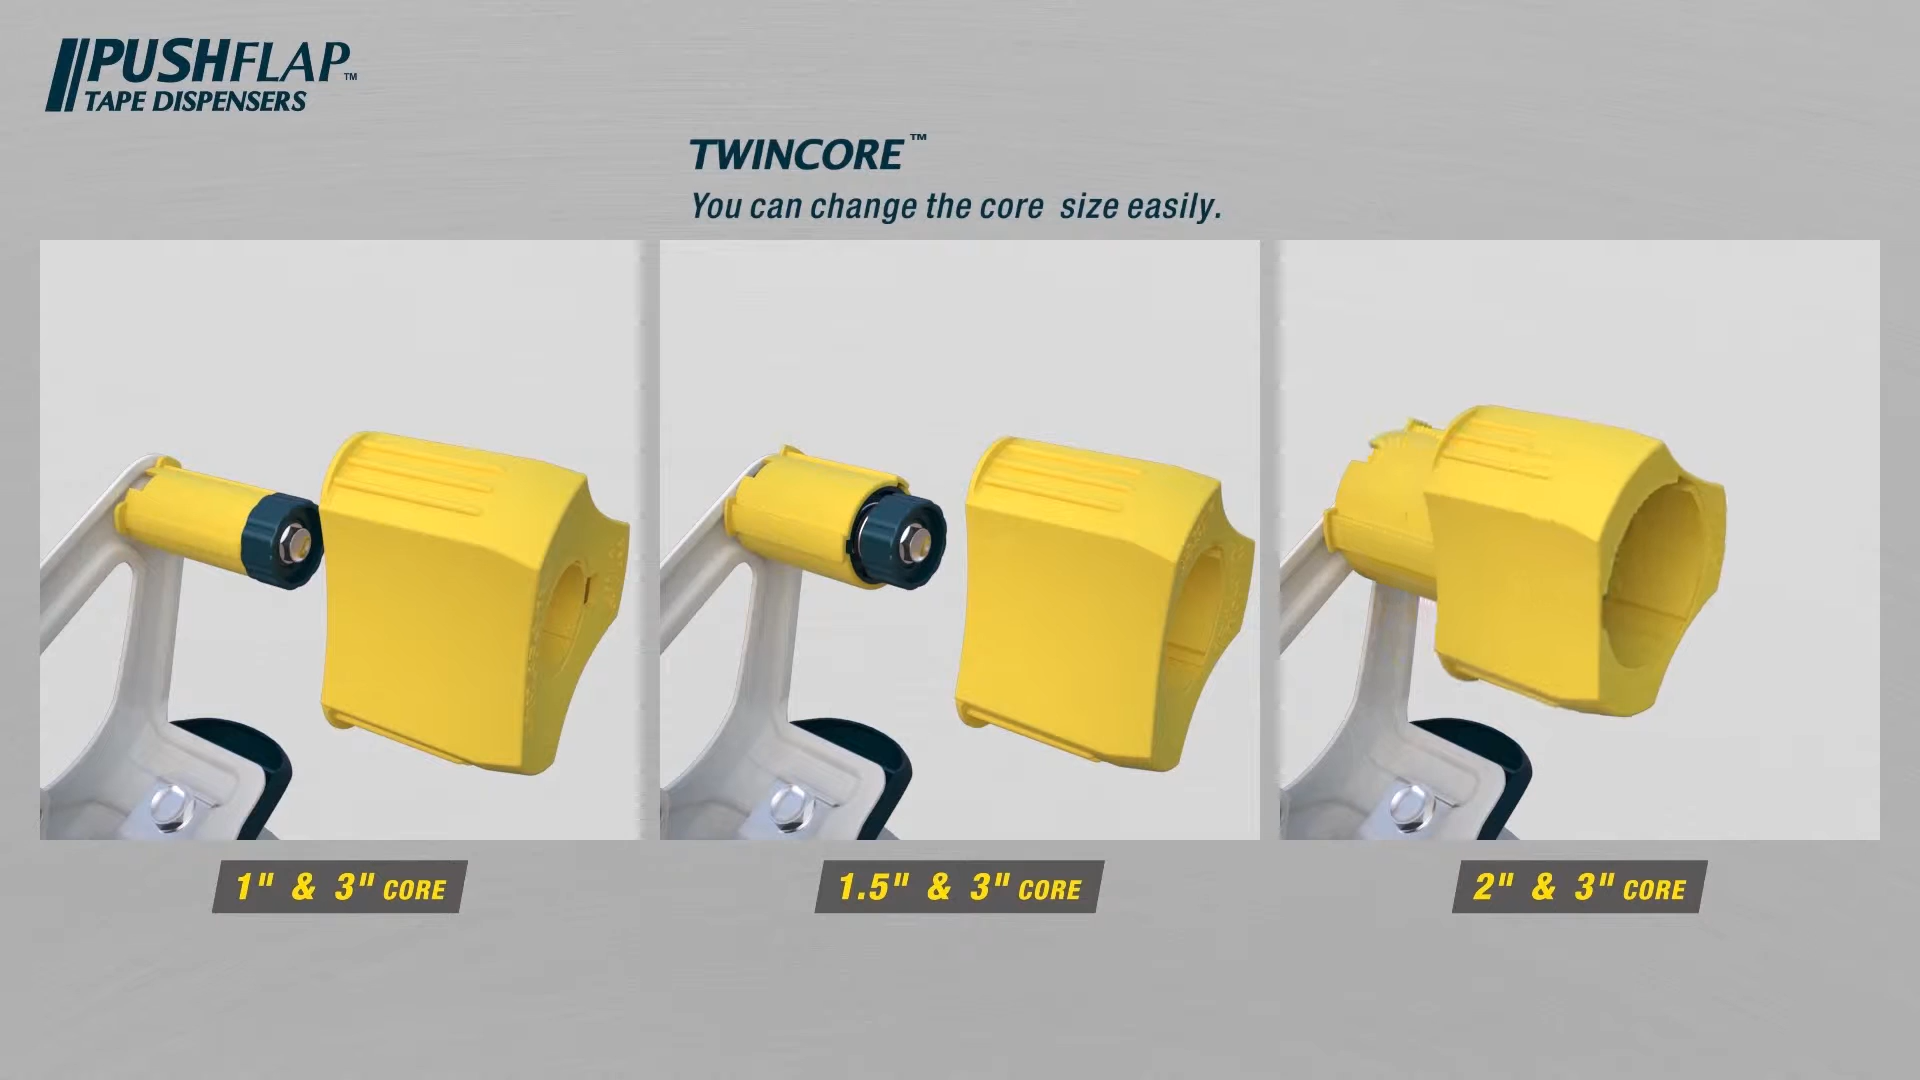 PUSHFLAP™
TAPE DISPENSERS
TWINCORE™
You can change the core size easily.
1" & 3" CORE
1.5" & 3" CORE
2" & 3" CORE